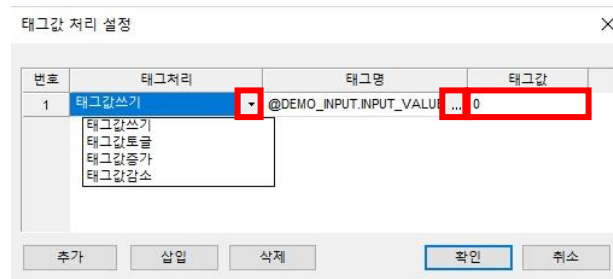 태그값 처리 설정
번호 태그처리 태그명 태그값
1 태그값쓰기 @DEMO_INPUT.INPUT_VALUE ... 0
태그값쓰기
태그값토글
태그값증가
태그값감소
추가 삽입 삭제 확인 취소